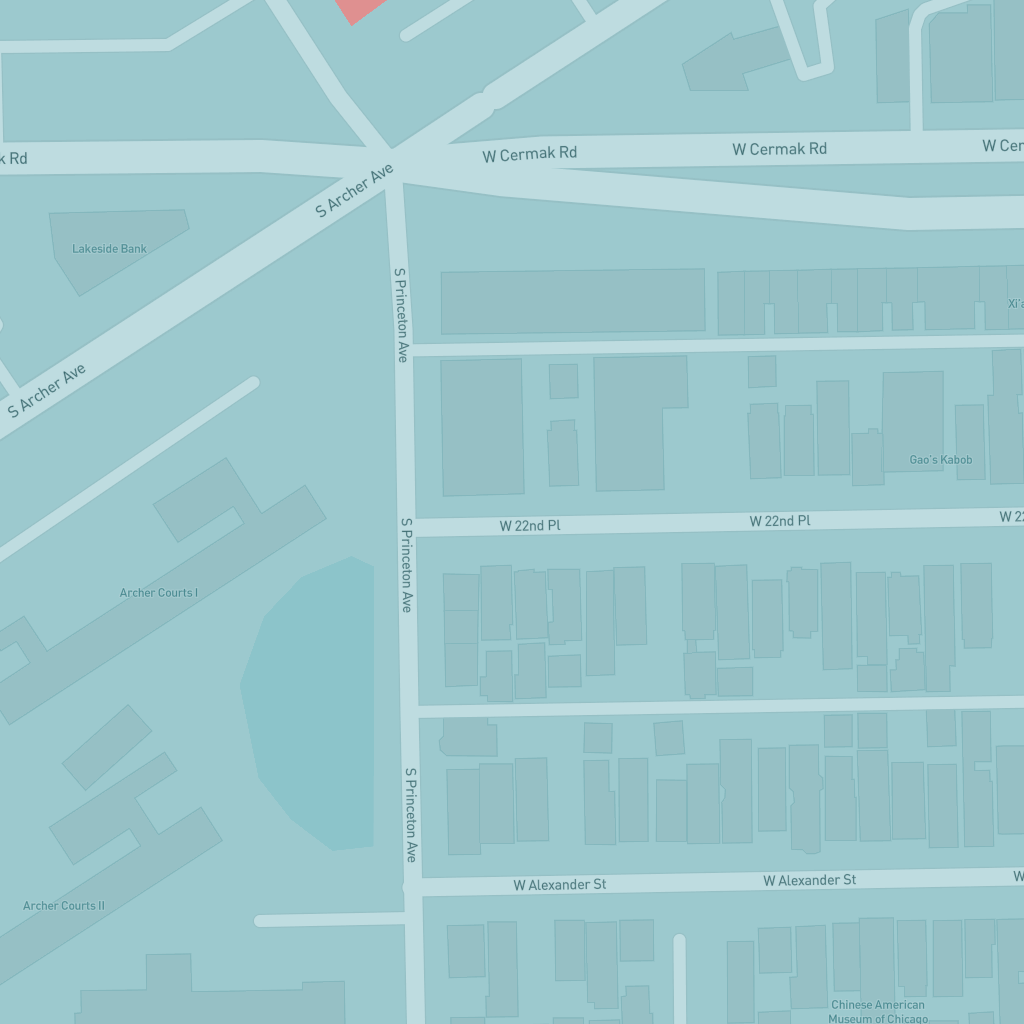 W Cermak Rd
W Cermak Rd
W Cer
k Rd
S Archer Ave
Lakeside Bank
S Princeton Ave
Xi'a
S Archer Ave
Gao's Kabob
W 22nd Pl
W 22nd Pl
W 22
S Princeton Ave
Archer Courts I
S Princeton Ave
W Alexander St
W Alexander St
W
Archer Courts II
Chinese American
Museum of Chicago